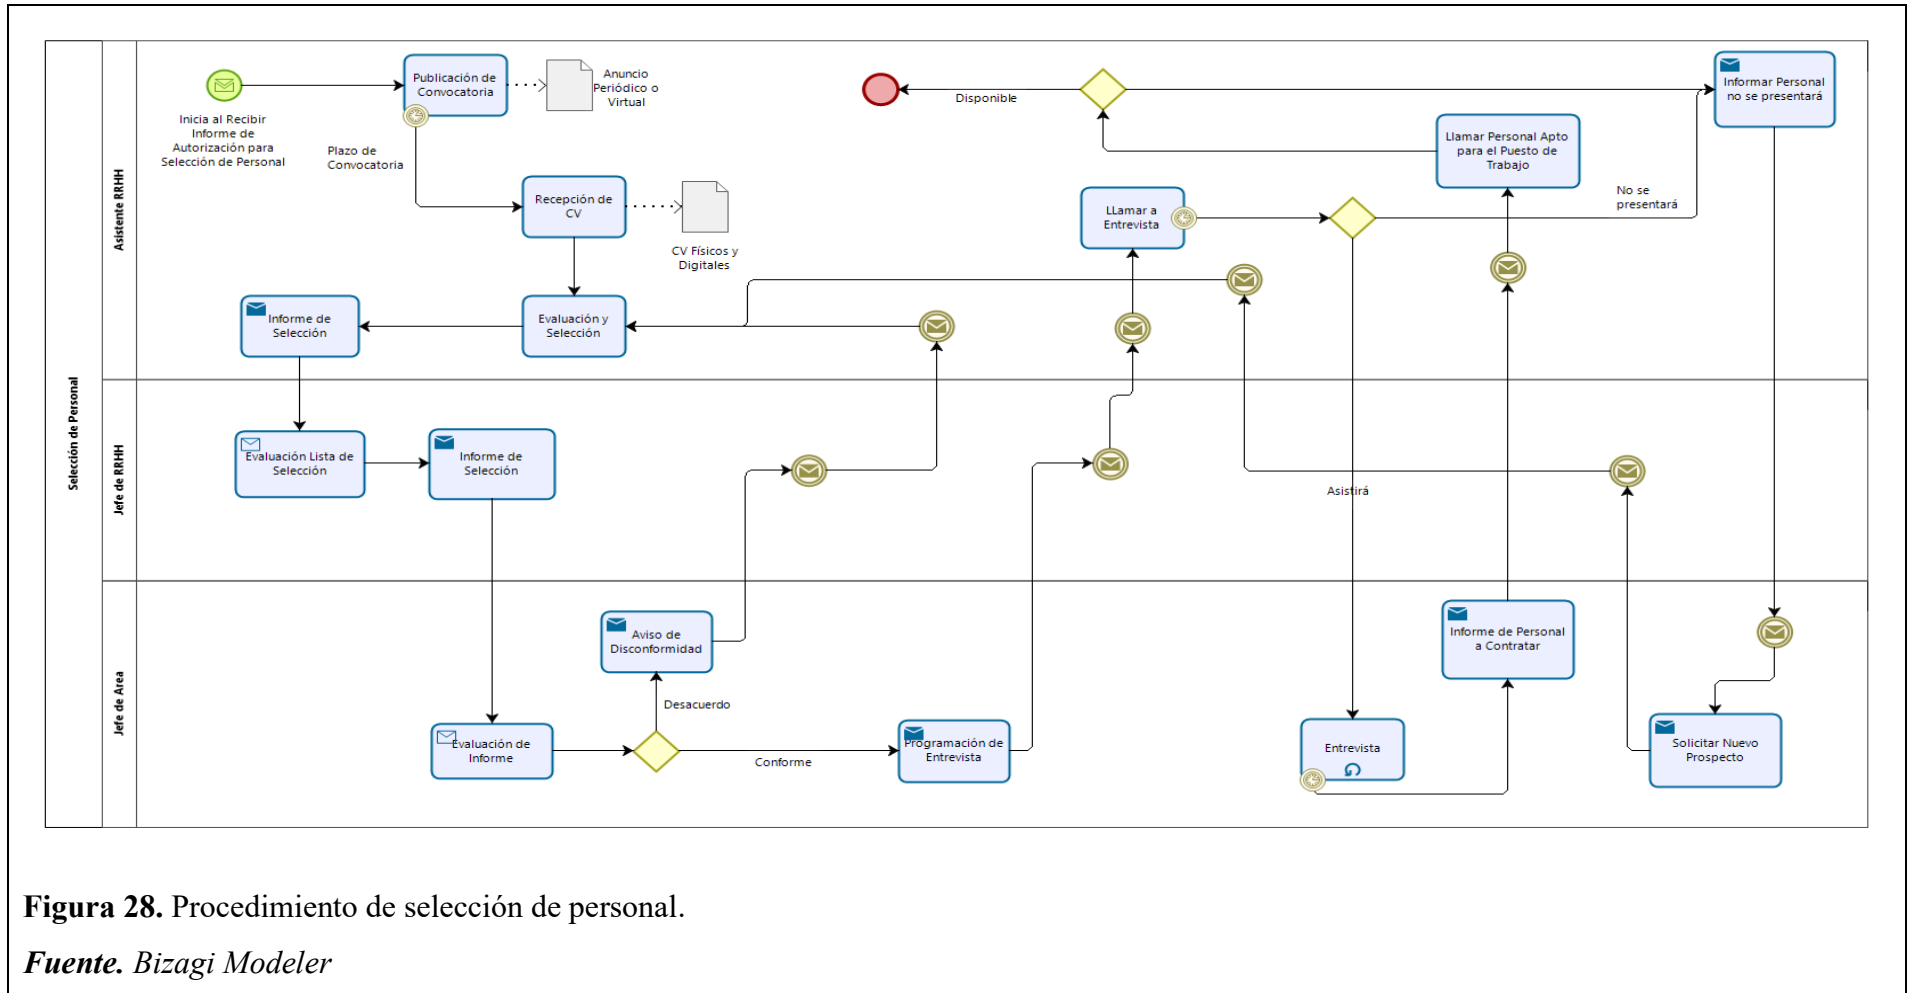 Selección de Personal
Asistente RRHH
Inicia al Recibir
Informe de
Autorización para
Selección de Personal
Publicación de
Convocatoria
Anuncio
Periódico o
Virtual
Plazo de
Convocatoria
Recepción de
CV
CV Físicos y
Digitales
Evaluación y
Selección
Informe de
Selección
Disponible
Informar Personal
no se presentará
Llamar Personal Apto
para el Puesto de
Trabajo
No se
presentará
LLamar a
Entrevista
Jefe de RRHH
Evaluación Lista de
Selección
Informe de
Selección
Asistirá
Jefe de Area
Aviso de
Disconformidad
Desacuerdo
Evaluación de
Informe
Conforme
Programación de
Entrevista
Entrevista
Informe de Personal
a Contratar
Solicitar Nuevo
Prospecto
Figura 28. Procedimiento de selección de personal.
Fuente. Bizagi Modeler